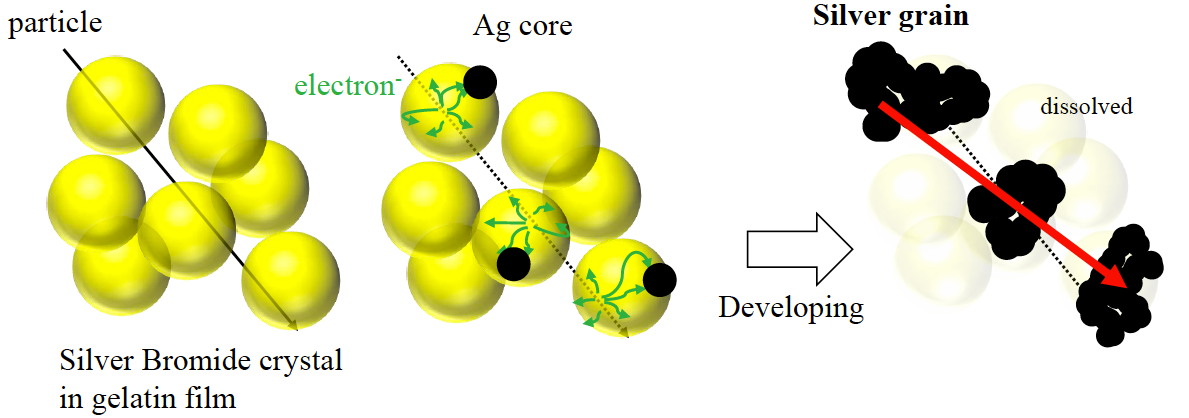 particle
Ag core
Silver grain
electron⁻
dissolved
Developing
Silver Bromide crystal
in gelatin film